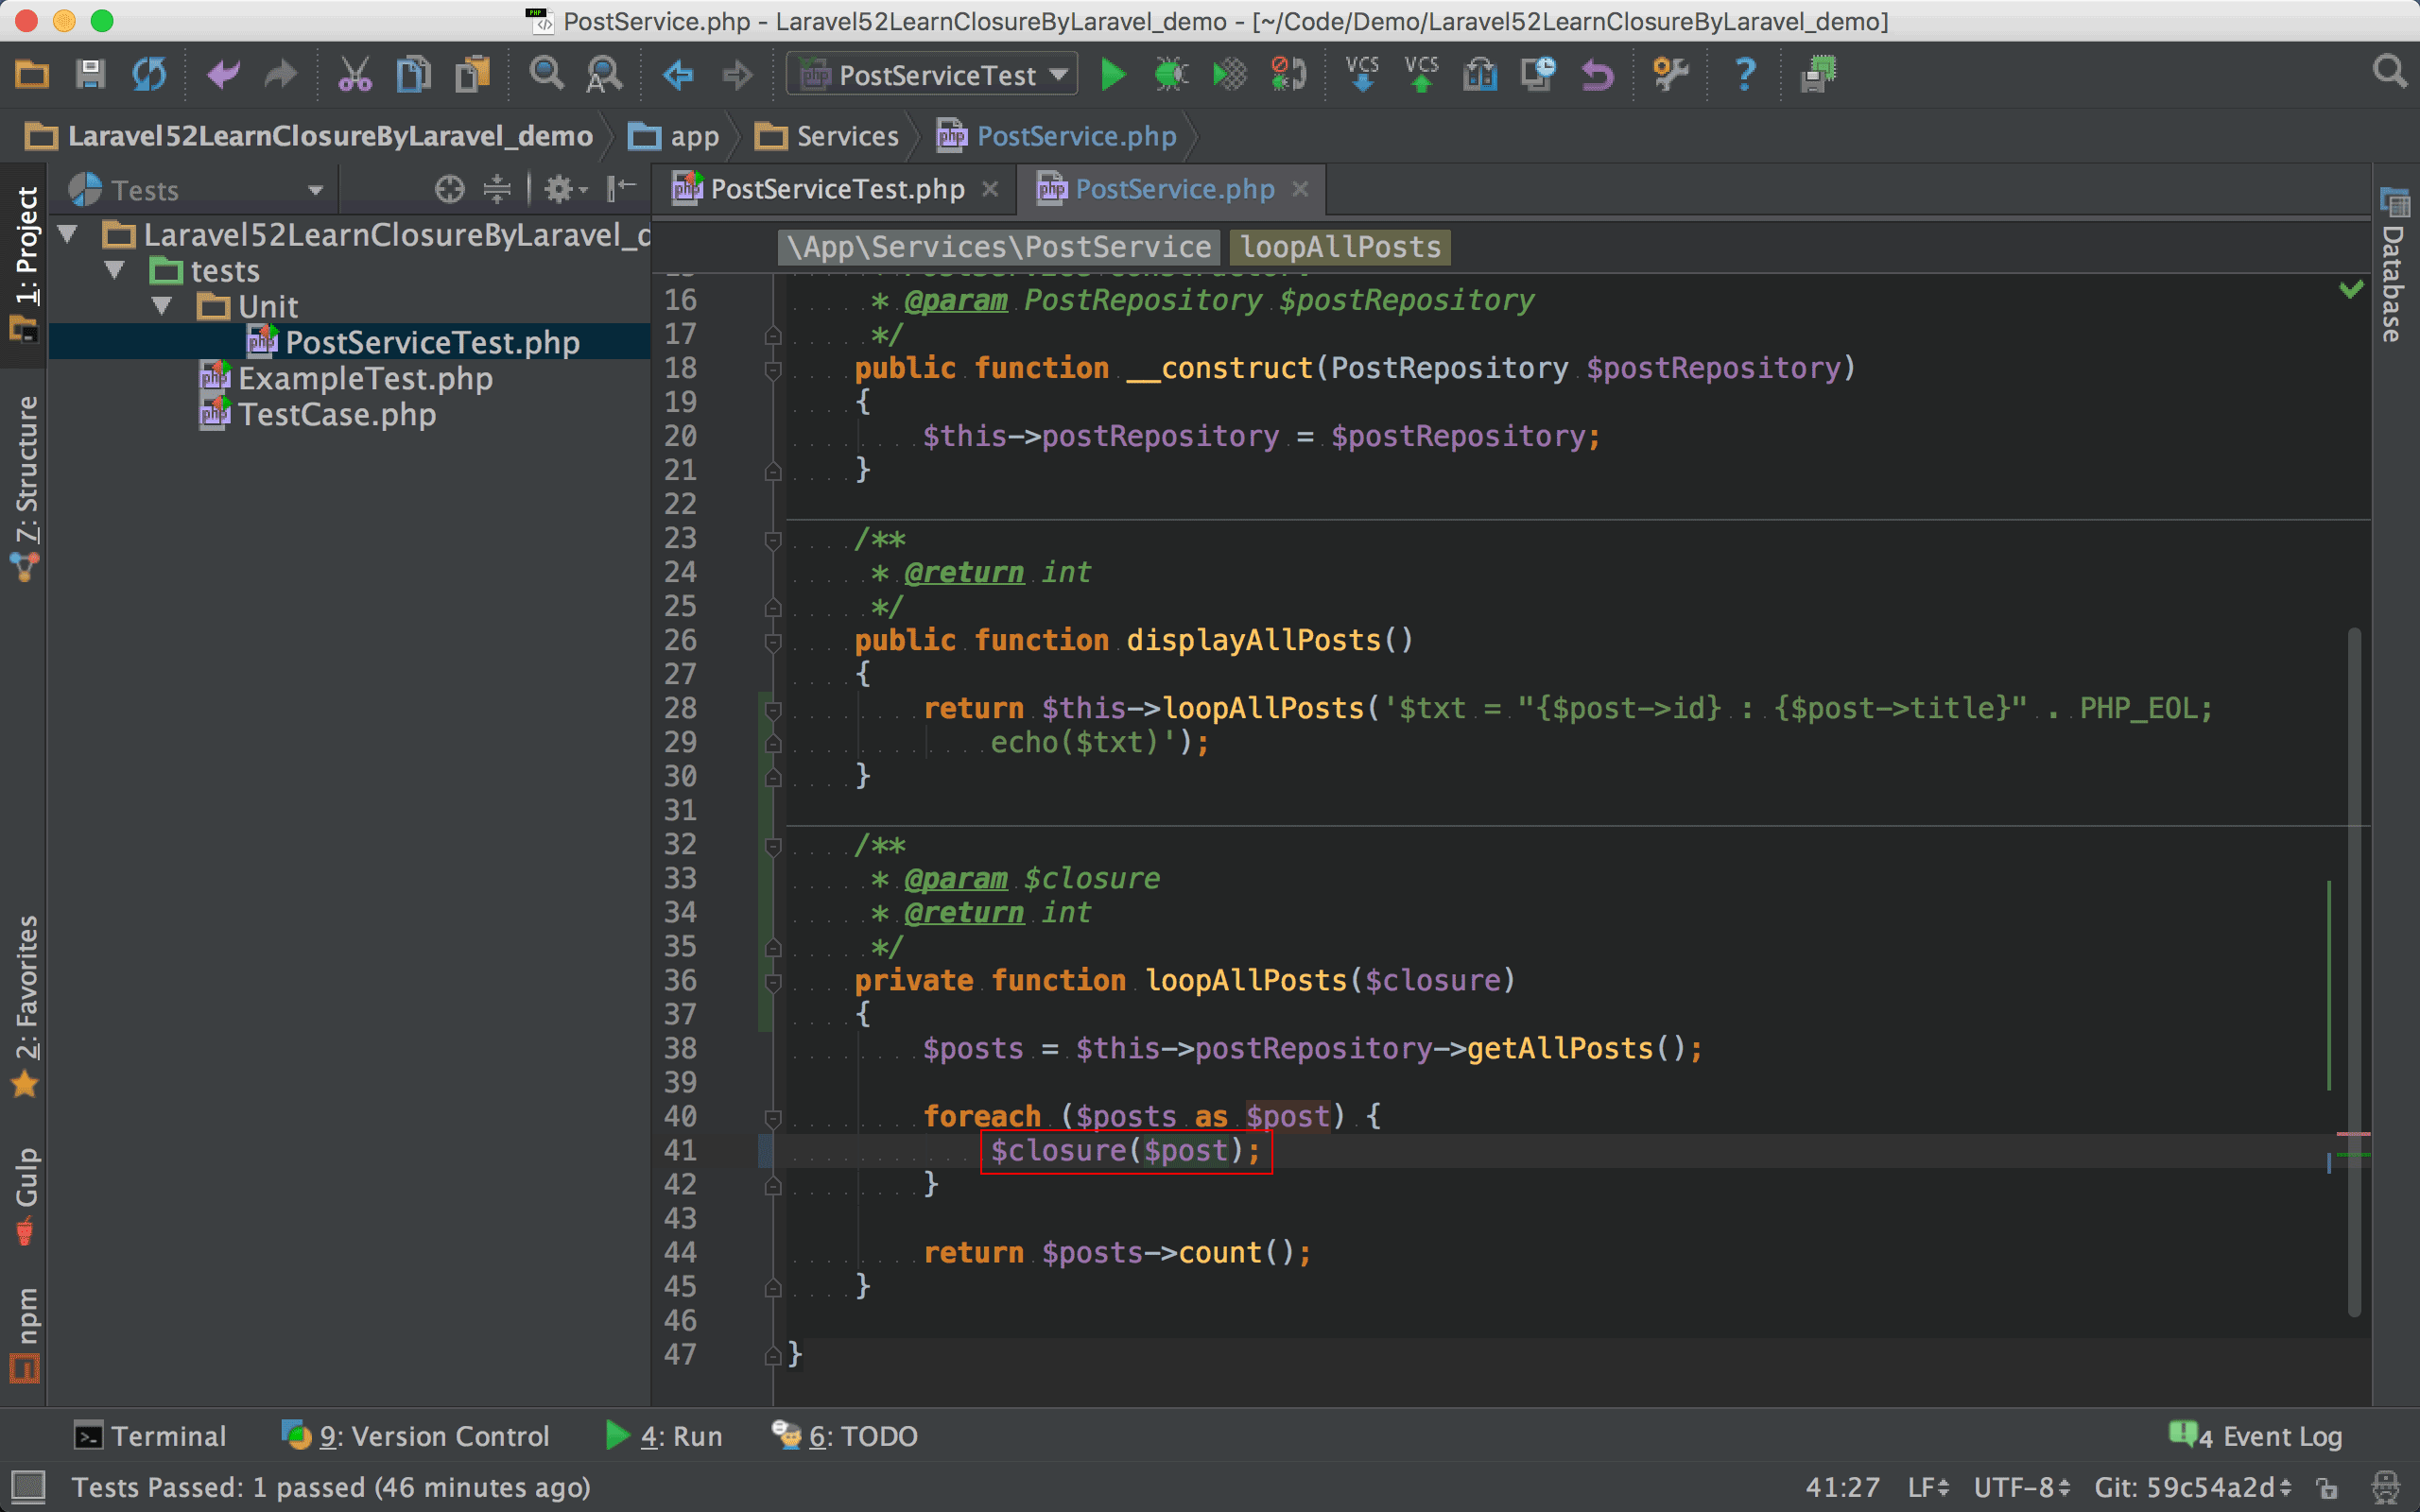 PostService.php - Laravel52LearnClosureByLaravel_demo - [~/Code/Demo/Laravel52LearnClosureByLaravel_demo]
PostServiceTest
VCS VCS
Laravel52LearnClosureByLaravel_demo app Services PostService.php
Tests
PostServiceTest.php PostService.php
1: Project
7: Structure
2: Favorites
Gulp
npm
Database
Laravel52LearnClosureByLaravel_d
tests
Unit
PostServiceTest.php
ExampleTest.php
TestCase.php
\App\Services\PostService loopAllPosts
16 * @param PostRepository $postRepository
17 */
18 public function __construct(PostRepository $postRepository)
19 {
20 $this->postRepository = $postRepository;
21 }
22
23 /**
24 * @return int
25 */
26 public function displayAllPosts()
27 {
28 return $this->loopAllPosts('$txt = "{$post->id} : {$post->title}" . PHP_EOL;
29 echo($txt)');
30 }
31
32 /**
33 * @param $closure
34 * @return int
35 */
36 private function loopAllPosts($closure)
37 {
38 $posts = $this->postRepository->getAllPosts();
39
40 foreach ($posts as $post) {
41 $closure($post);
42 }
43
44 return $posts->count();
45 }
46
47 }
Terminal 9: Version Control 4: Run 6: TODO 4 Event Log
Tests Passed: 1 passed (46 minutes ago) 41:27 LF UTF-8 Git: 59c54a2d